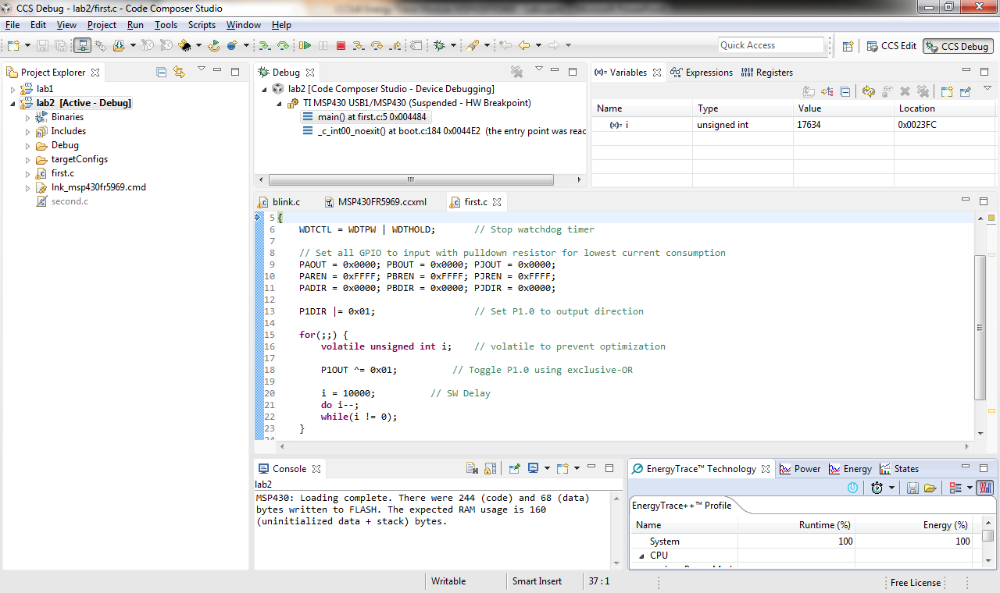 CCS Debug - lab2/first.c - Code Composer Studio
File Edit View Project Run Tools Scripts Window Help
Quick Access
CCS Edit
CCS Debug
Project Explorer
lab1
lab2 [Active - Debug]
Binaries
Includes
Debug
targetConfigs
first.c
lnk_msp430fr5969.cmd
second.c
Debug
lab2 [Code Composer Studio - Device Debugging]
TI MSP430 USB1/MSP430 (Suspended - HW Breakpoint)
main() at first.c:5 0x004484
_c_int00_noexit() at boot.c:184 0x0044E2 (the entry point was reac
(x)= Variables Expressions Registers
Name Type Value Location
(x)= i unsigned int 17634 0x0023FC
blink.c MSP430FR5969.ccxml first.c
5 {
6 WDTCTL = WDTPW | WDTHOLD; // Stop watchdog timer
7
8 // Set all GPIO to input with pulldown resistor for lowest current consumption
9 PAOUT = 0x0000; PBOUT = 0x0000; PJOUT = 0x0000;
10 PAREN = 0xFFFF; PBREN = 0xFFFF; PJREN = 0xFFFF;
11 PADIR = 0x0000; PBDIR = 0x0000; PJDIR = 0x0000;
12
13 P1DIR |= 0x01; // Set P1.0 to output direction
14
15 for(;;) {
16 volatile unsigned int i; // volatile to prevent optimization
17
18 P1OUT ^= 0x01; // Toggle P1.0 using exclusive-OR
19
20 i = 10000; // SW Delay
21 do i--;
22 while(i != 0);
23 }
Console
lab2
MSP430: Loading complete. There were 244 (code) and 68 (data)
bytes written to FLASH. The expected RAM usage is 160
(uninitialized data + stack) bytes.
EnergyTrace™ Technology Power Energy States
EnergyTrace++™ Profile
Name Runtime (%) Energy (%)
System 100 100
CPU
Writable Smart Insert 37 : 1 Free License